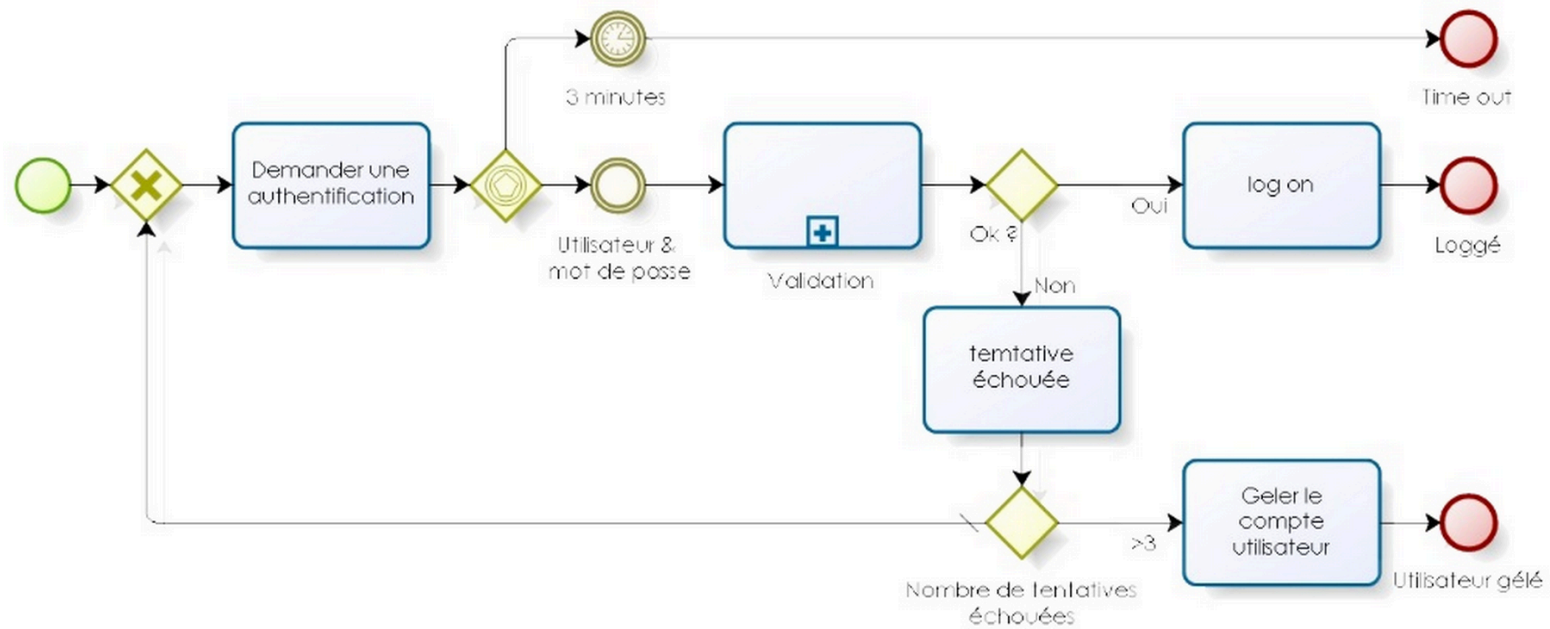 3 minutes
Time out
Demander une
authentification
Utilisateur &
mot de passe
Validation
Ok ?
Oui
log on
Loggé
Non
temtative
échouée
Nombre de tentatives
échouées
>3
Geler le
compte
utilisateur
Utilisateur gélé